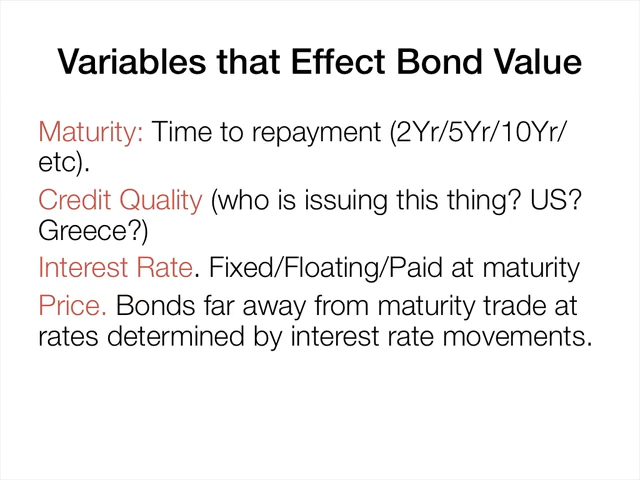 Variables that Effect Bond Value
Maturity: Time to repayment (2Yr/5Yr/10Yr/
etc).
Credit Quality (who is issuing this thing? US?
Greece?)
Interest Rate. Fixed/Floating/Paid at maturity
Price. Bonds far away from maturity trade at
rates determined by interest rate movements.